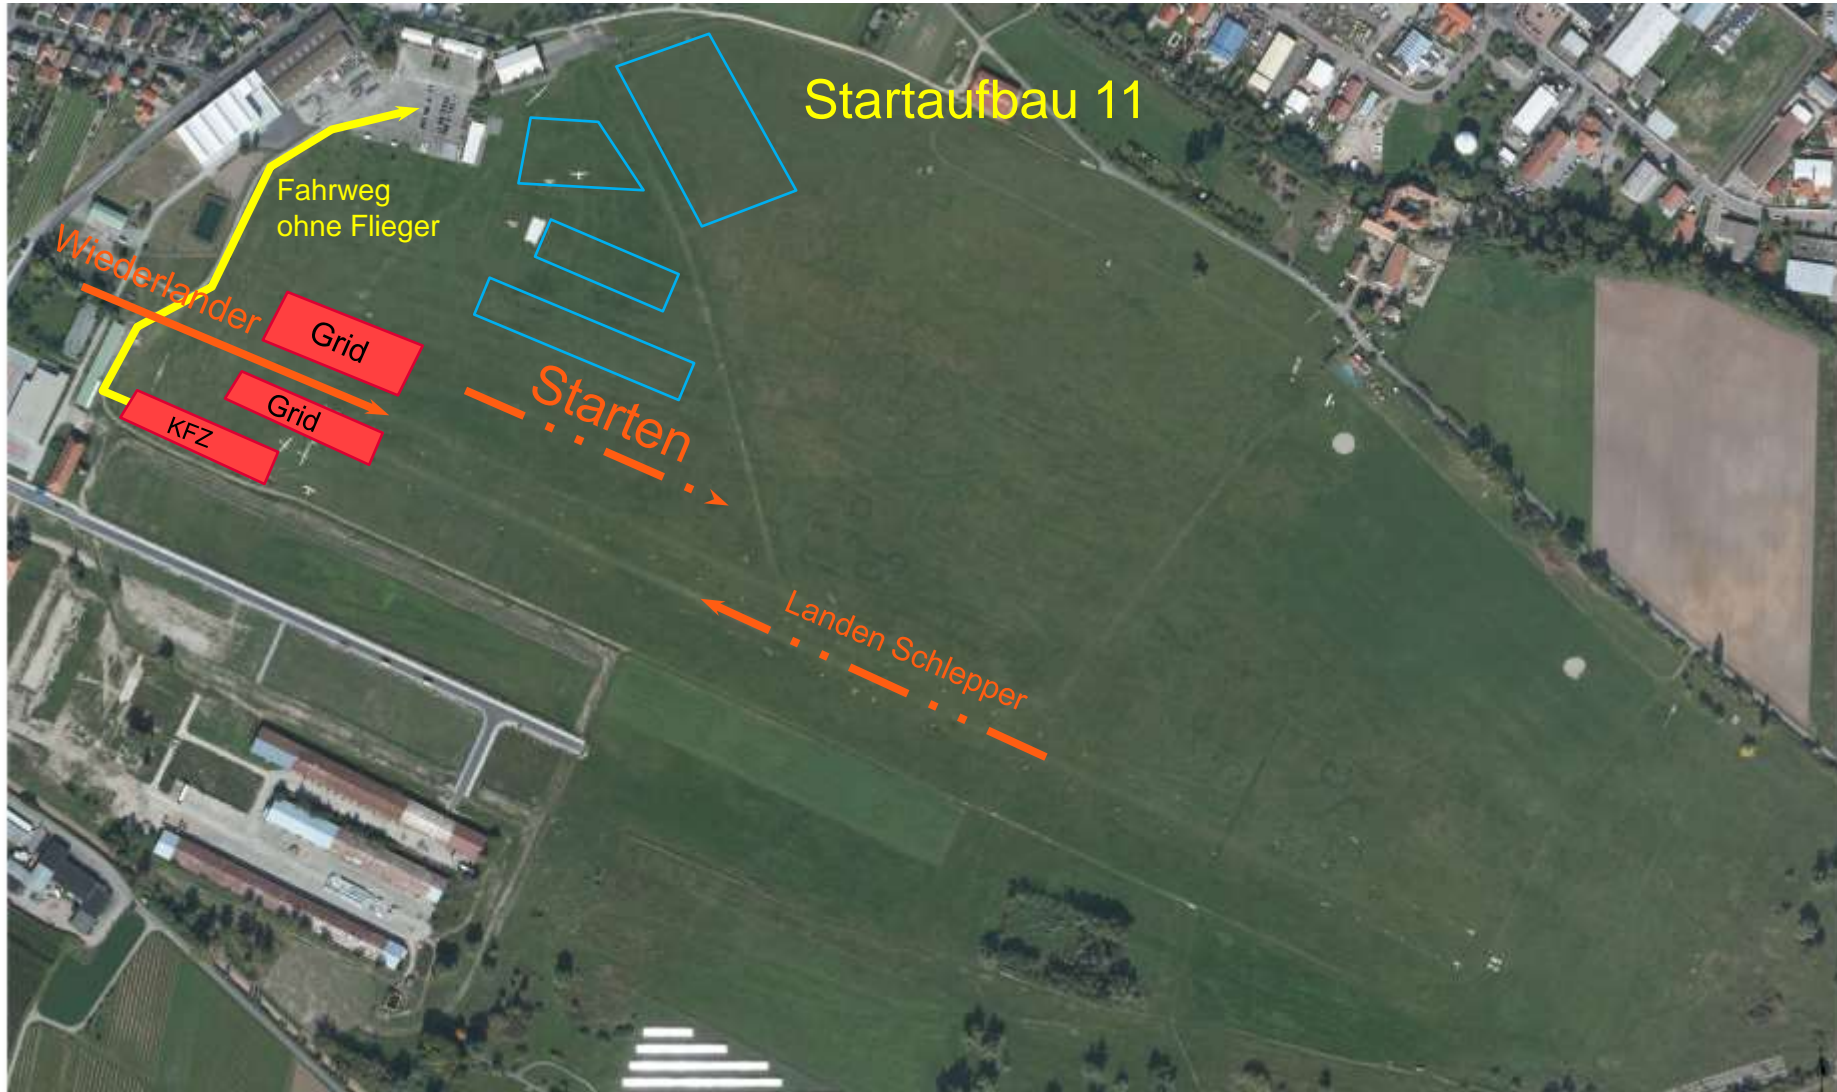 Startaufbau 11
Fahrweg
ohne Flieger
Wiederlander
Grid
Grid
KFZ
Starten
Landen Schlepper